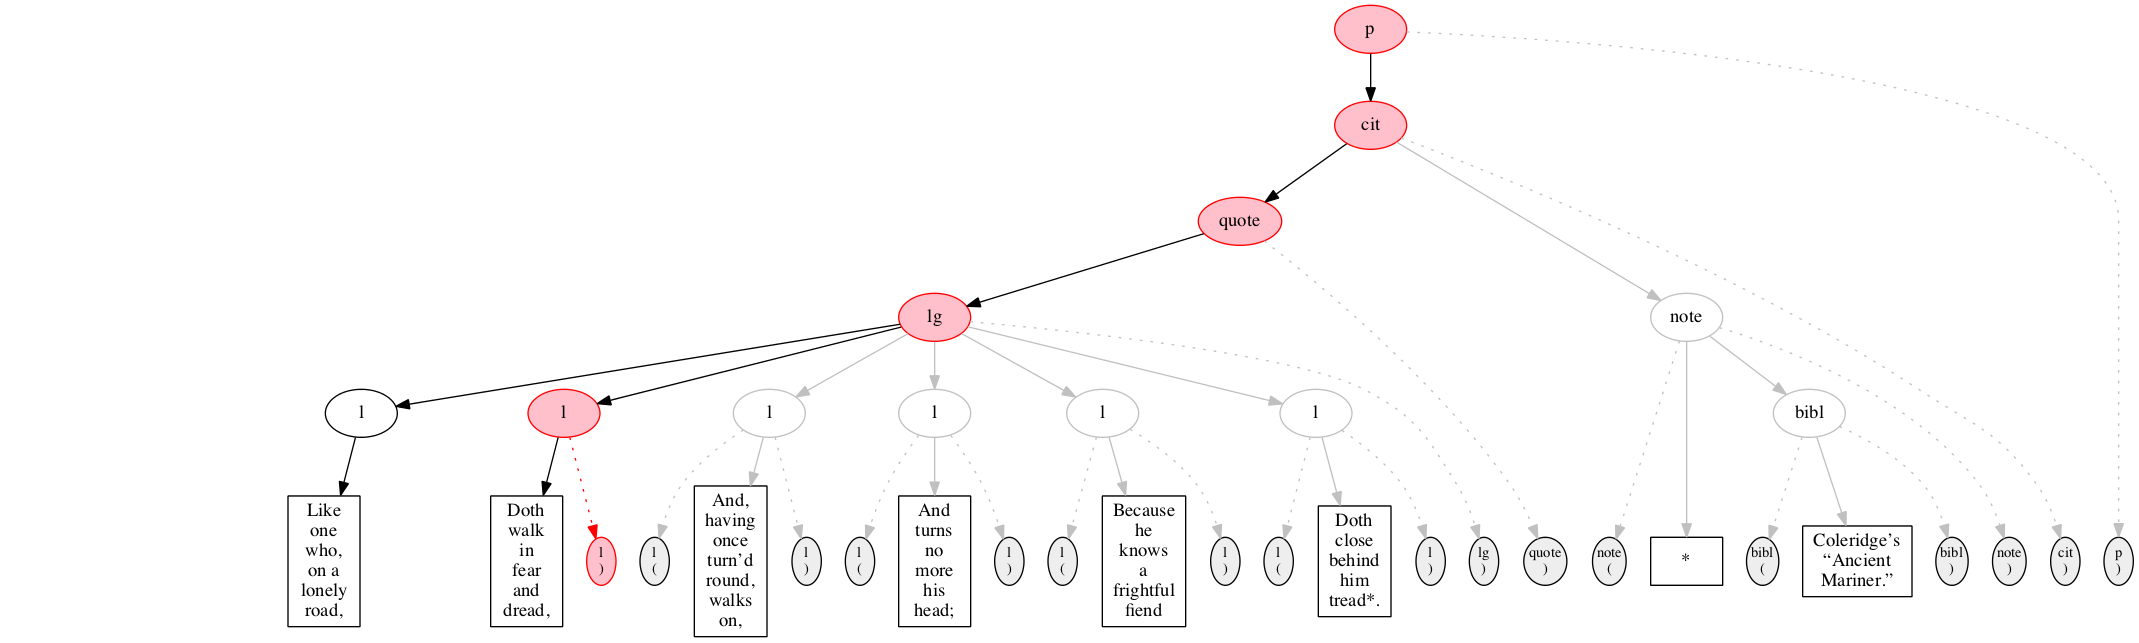 p
cit
quote
lg
note
l
l
l
l
l
l
bibl
Like
one
who,
on a
lonely
road,
Doth
walk
in
fear
and
dread,
l
)
l
(
And,
having
once
turn’d
round,
walks
on,
l
)
l
(
And
turns
no
more
his
head;
l
)
l
(
Because
he
knows
a
frightful
fiend
l
)
l
(
Doth
close
behind
him
tread*.
l
)
lg
)
quote
)
note
(
*
bibl
(
Coleridge’s
“Ancient
Mariner.”
bibl
)
note
)
cit
)
p
)